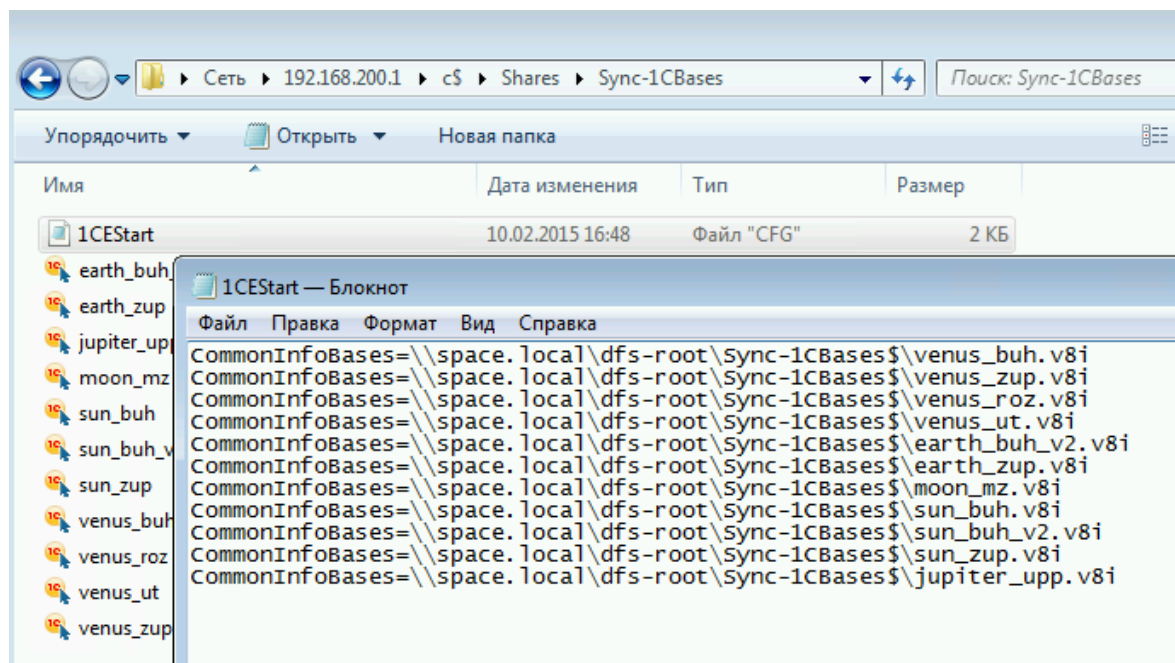 Сеть ▸ 192.168.200.1 ▸ c$ ▸ Shares ▸ Sync-1CBases
Поиск: Sync-1CBases
Упорядочить Открыть Новая папка
Имя Дата изменения Тип Размер
1CEStart 10.02.2015 16:48 Файл "CFG" 2 КБ
earth_buh_
earth_zup
jupiter_upp
moon_mz
sun_buh
sun_buh_v
sun_zup
venus_buh
venus_roz
venus_ut
venus_zup
1CEStart — Блокнот
Файл Правка Формат Вид Справка
CommonInfoBases=\\space.local\dfs-root\Sync-1CBases$\venus_buh.v8i
CommonInfoBases=\\space.local\dfs-root\Sync-1CBases$\venus_zup.v8i
CommonInfoBases=\\space.local\dfs-root\Sync-1CBases$\venus_roz.v8i
CommonInfoBases=\\space.local\dfs-root\Sync-1CBases$\venus_ut.v8i
CommonInfoBases=\\space.local\dfs-root\Sync-1CBases$\earth_buh_v2.v8i
CommonInfoBases=\\space.local\dfs-root\Sync-1CBases$\earth_zup.v8i
CommonInfoBases=\\space.local\dfs-root\Sync-1CBases$\moon_mz.v8i
CommonInfoBases=\\space.local\dfs-root\Sync-1CBases$\sun_buh.v8i
CommonInfoBases=\\space.local\dfs-root\Sync-1CBases$\sun_buh_v2.v8i
CommonInfoBases=\\space.local\dfs-root\Sync-1CBases$\sun_zup.v8i
CommonInfoBases=\\space.local\dfs-root\Sync-1CBases$\jupiter_upp.v8i